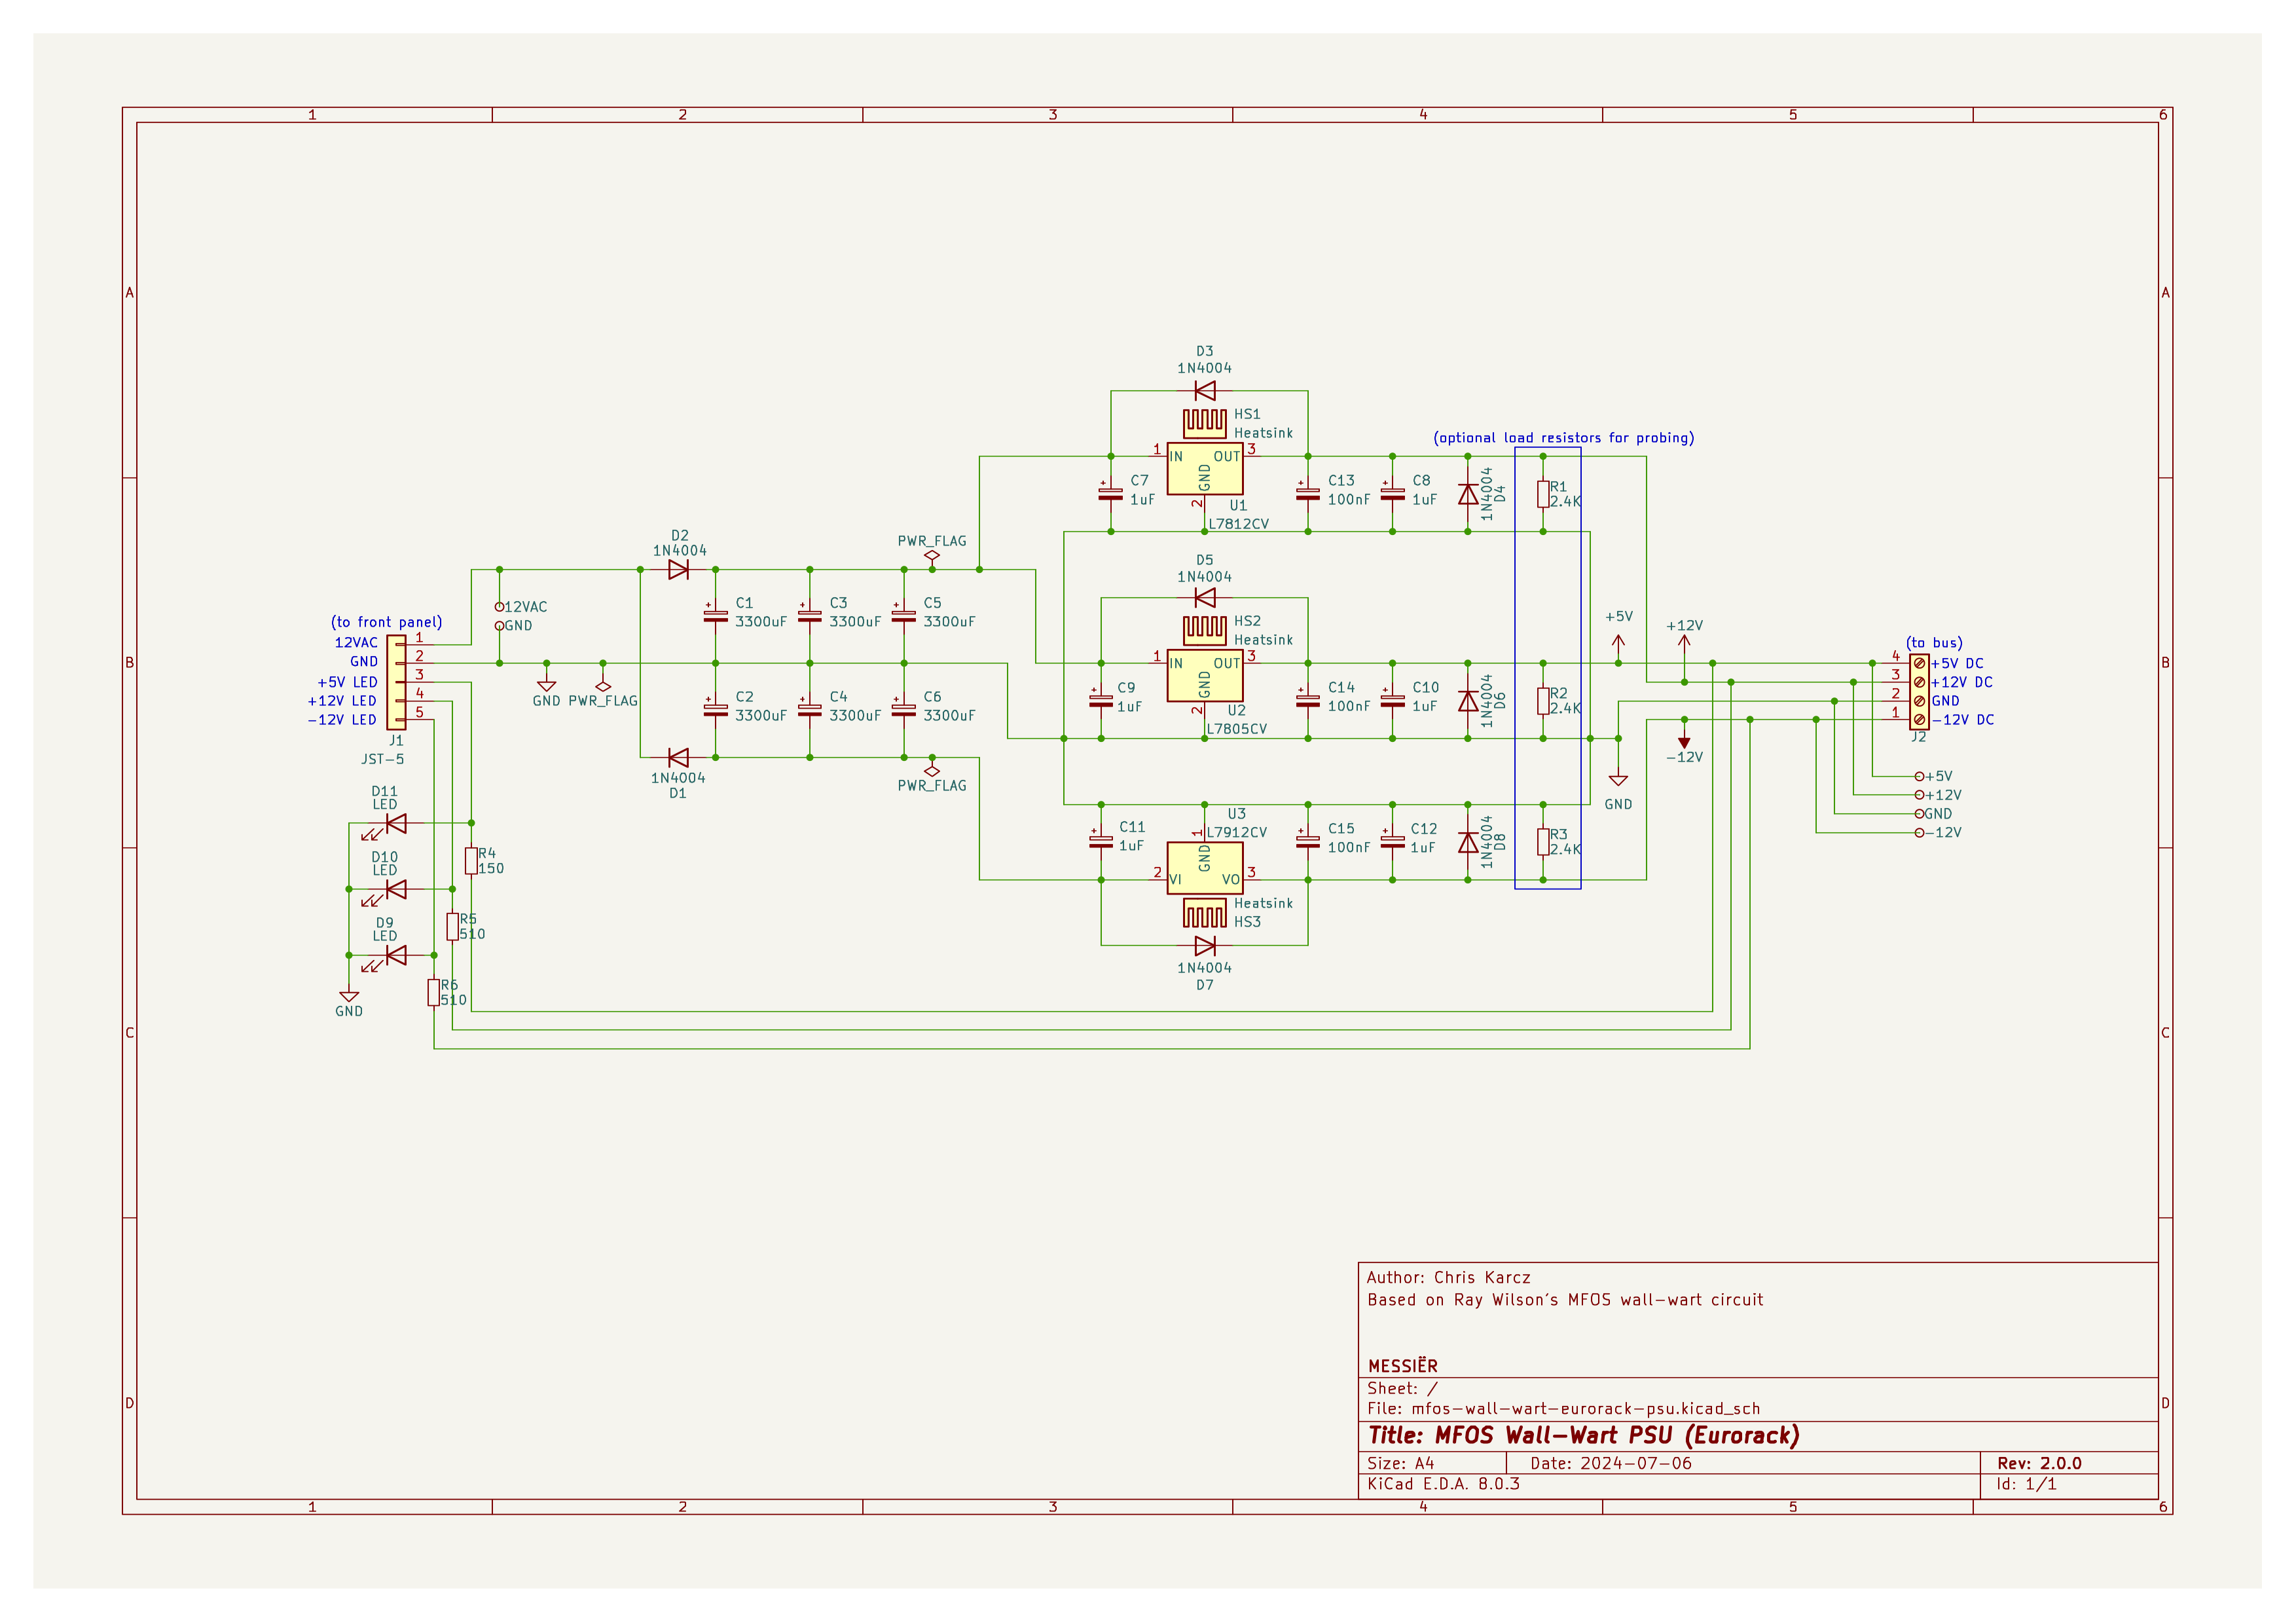 1 2 3 4 5 6
A A
B B
C C
D D
1 2 3 4 5 6
(to front panel)
12VAC
GND
+5V LED
+12V LED
-12V LED
1
2
3
4
5
J1
JST-5
12VAC
GND
GND
PWR_FLAG
D11
LED
D10
LED
D9
LED
GND
R4
150
R5
510
R6
510
D2
1N4004
1N4004
D1
C1
3300uF
C3
3300uF
C5
3300uF
C2
3300uF
C4
3300uF
C6
3300uF
PWR_FLAG
PWR_FLAG
D3
1N4004
HS1
Heatsink
1 IN OUT 3
GND
2
U1
L7812CV
C7
1uF
C13
100nF
C8
1uF
1N4004
D4
(optional load resistors for probing)
R1
2.4K
D5
1N4004
HS2
Heatsink
1 IN OUT 3
GND
2
U2
L7805CV
C9
1uF
C14
100nF
C10
1uF
1N4004
D6
R2
2.4K
U3
L7912CV
1
GND
2 VI VO 3
C11
1uF
C15
100nF
C12
1uF
1N4004
D8
R3
2.4K
Heatsink
HS3
1N4004
D7
+5V
+12V
-12V
GND
(to bus)
4 +5V DC
3 +12V DC
2 GND
1 -12V DC
J2
+5V
+12V
GND
-12V
Author: Chris Karcz
Based on Ray Wilson's MFOS wall-wart circuit
MESSIËR
Sheet: /
File: mfos-wall-wart-eurorack-psu.kicad_sch
Title: MFOS Wall-Wart PSU (Eurorack)
Size: A4 Date: 2024-07-06 Rev: 2.0.0
KiCad E.D.A. 8.0.3 Id: 1/1